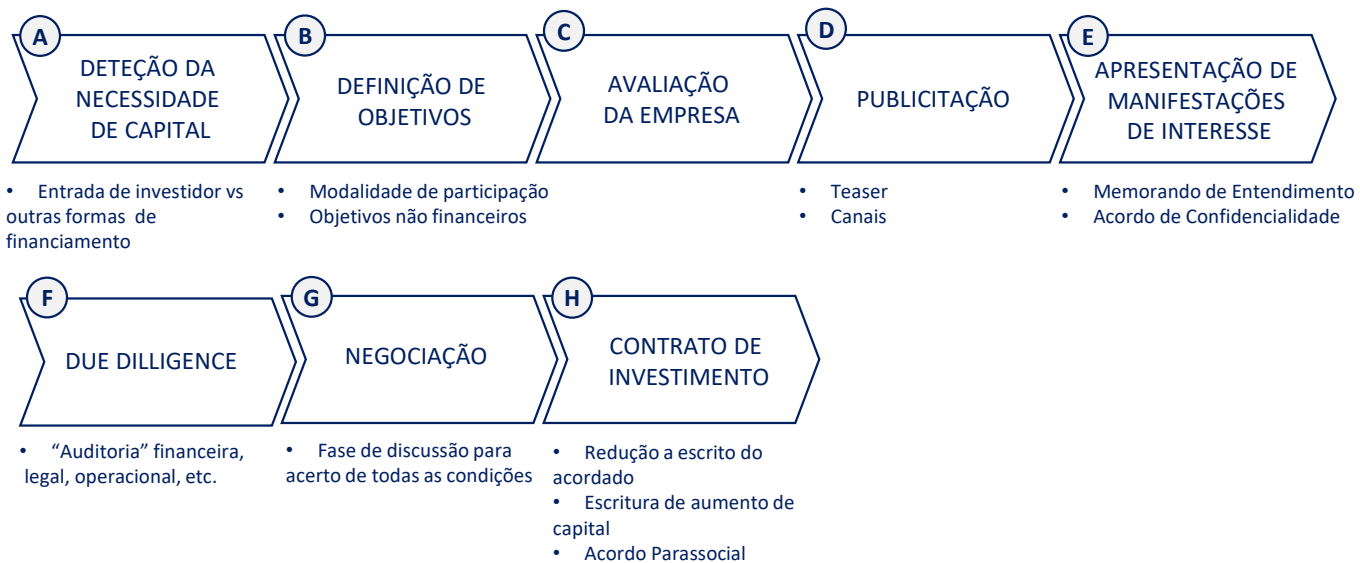 A
DETEÇÃO DA
NECESSIDADE
DE CAPITAL
• Entrada de investidor vs
outras formas de
financiamento
B
DEFINIÇÃO DE
OBJETIVOS
• Modalidade de participação
• Objetivos não financeiros
C
AVALIAÇÃO
DA EMPRESA
D
PUBLICITAÇÃO
• Teaser
• Canais
E
APRESENTAÇÃO DE
MANIFESTAÇÕES
DE INTERESSE
• Memorando de Entendimento
• Acordo de Confidencialidade
F
DUE DILLIGENCE
• “Auditoria” financeira,
legal, operacional, etc.
G
NEGOCIAÇÃO
• Fase de discussão para
acerto de todas as condições
H
CONTRATO DE
INVESTIMENTO
• Redução a escrito do
acordado
• Escritura de aumento de
capital
• Acordo Parassocial